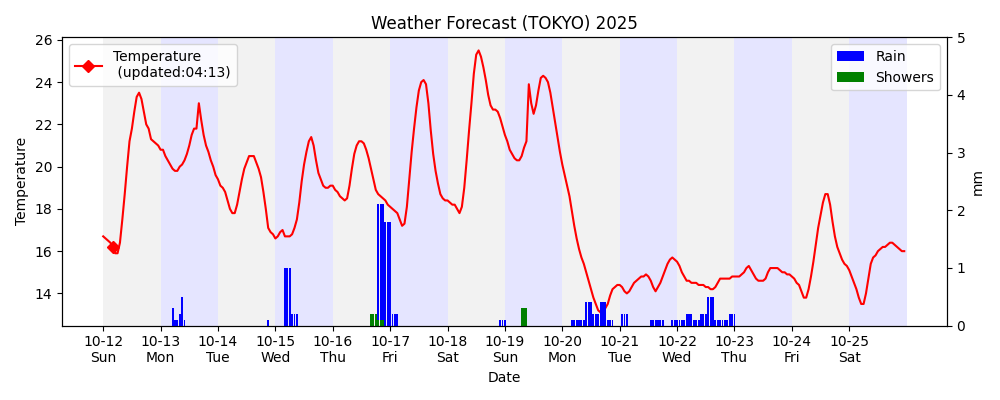 Weather Forecast (TOKYO) 2025
Temperature
(updated:04:13)
Rain
Showers
26
24
22
20
18
16
14
Temperature
5
4
3
2
1
0
mm
10-12 10-13 10-14 10-15 10-16 10-17 10-18 10-19 10-20 10-21 10-22 10-23 10-24 10-25
Sun Mon Tue Wed Thu Fri Sat Sun Mon Tue Wed Thu Fri Sat
Date